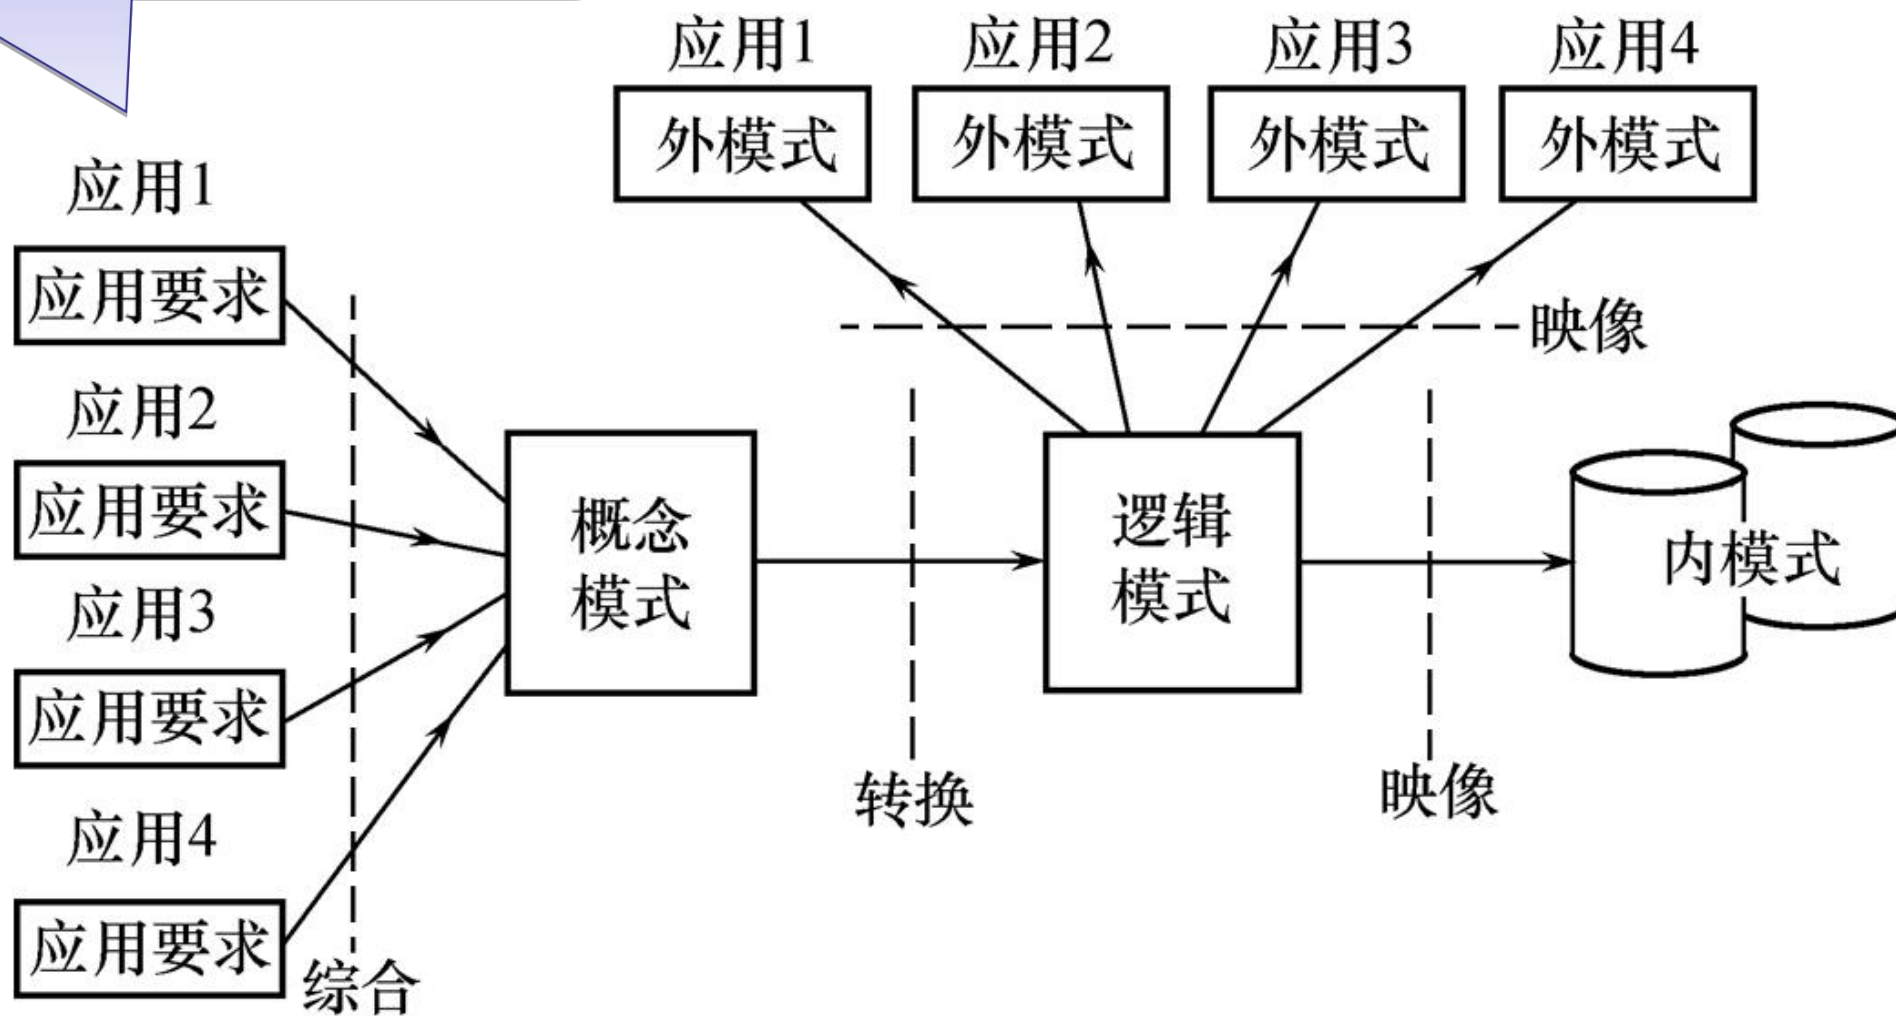 应用1
应用2
应用3
应用4
外模式
外模式
外模式
外模式
应用1
应用要求
映像
应用2
应用要求
概念
模式
逻辑
模式
内模式
应用3
应用要求
转换
映像
应用4
应用要求
综合